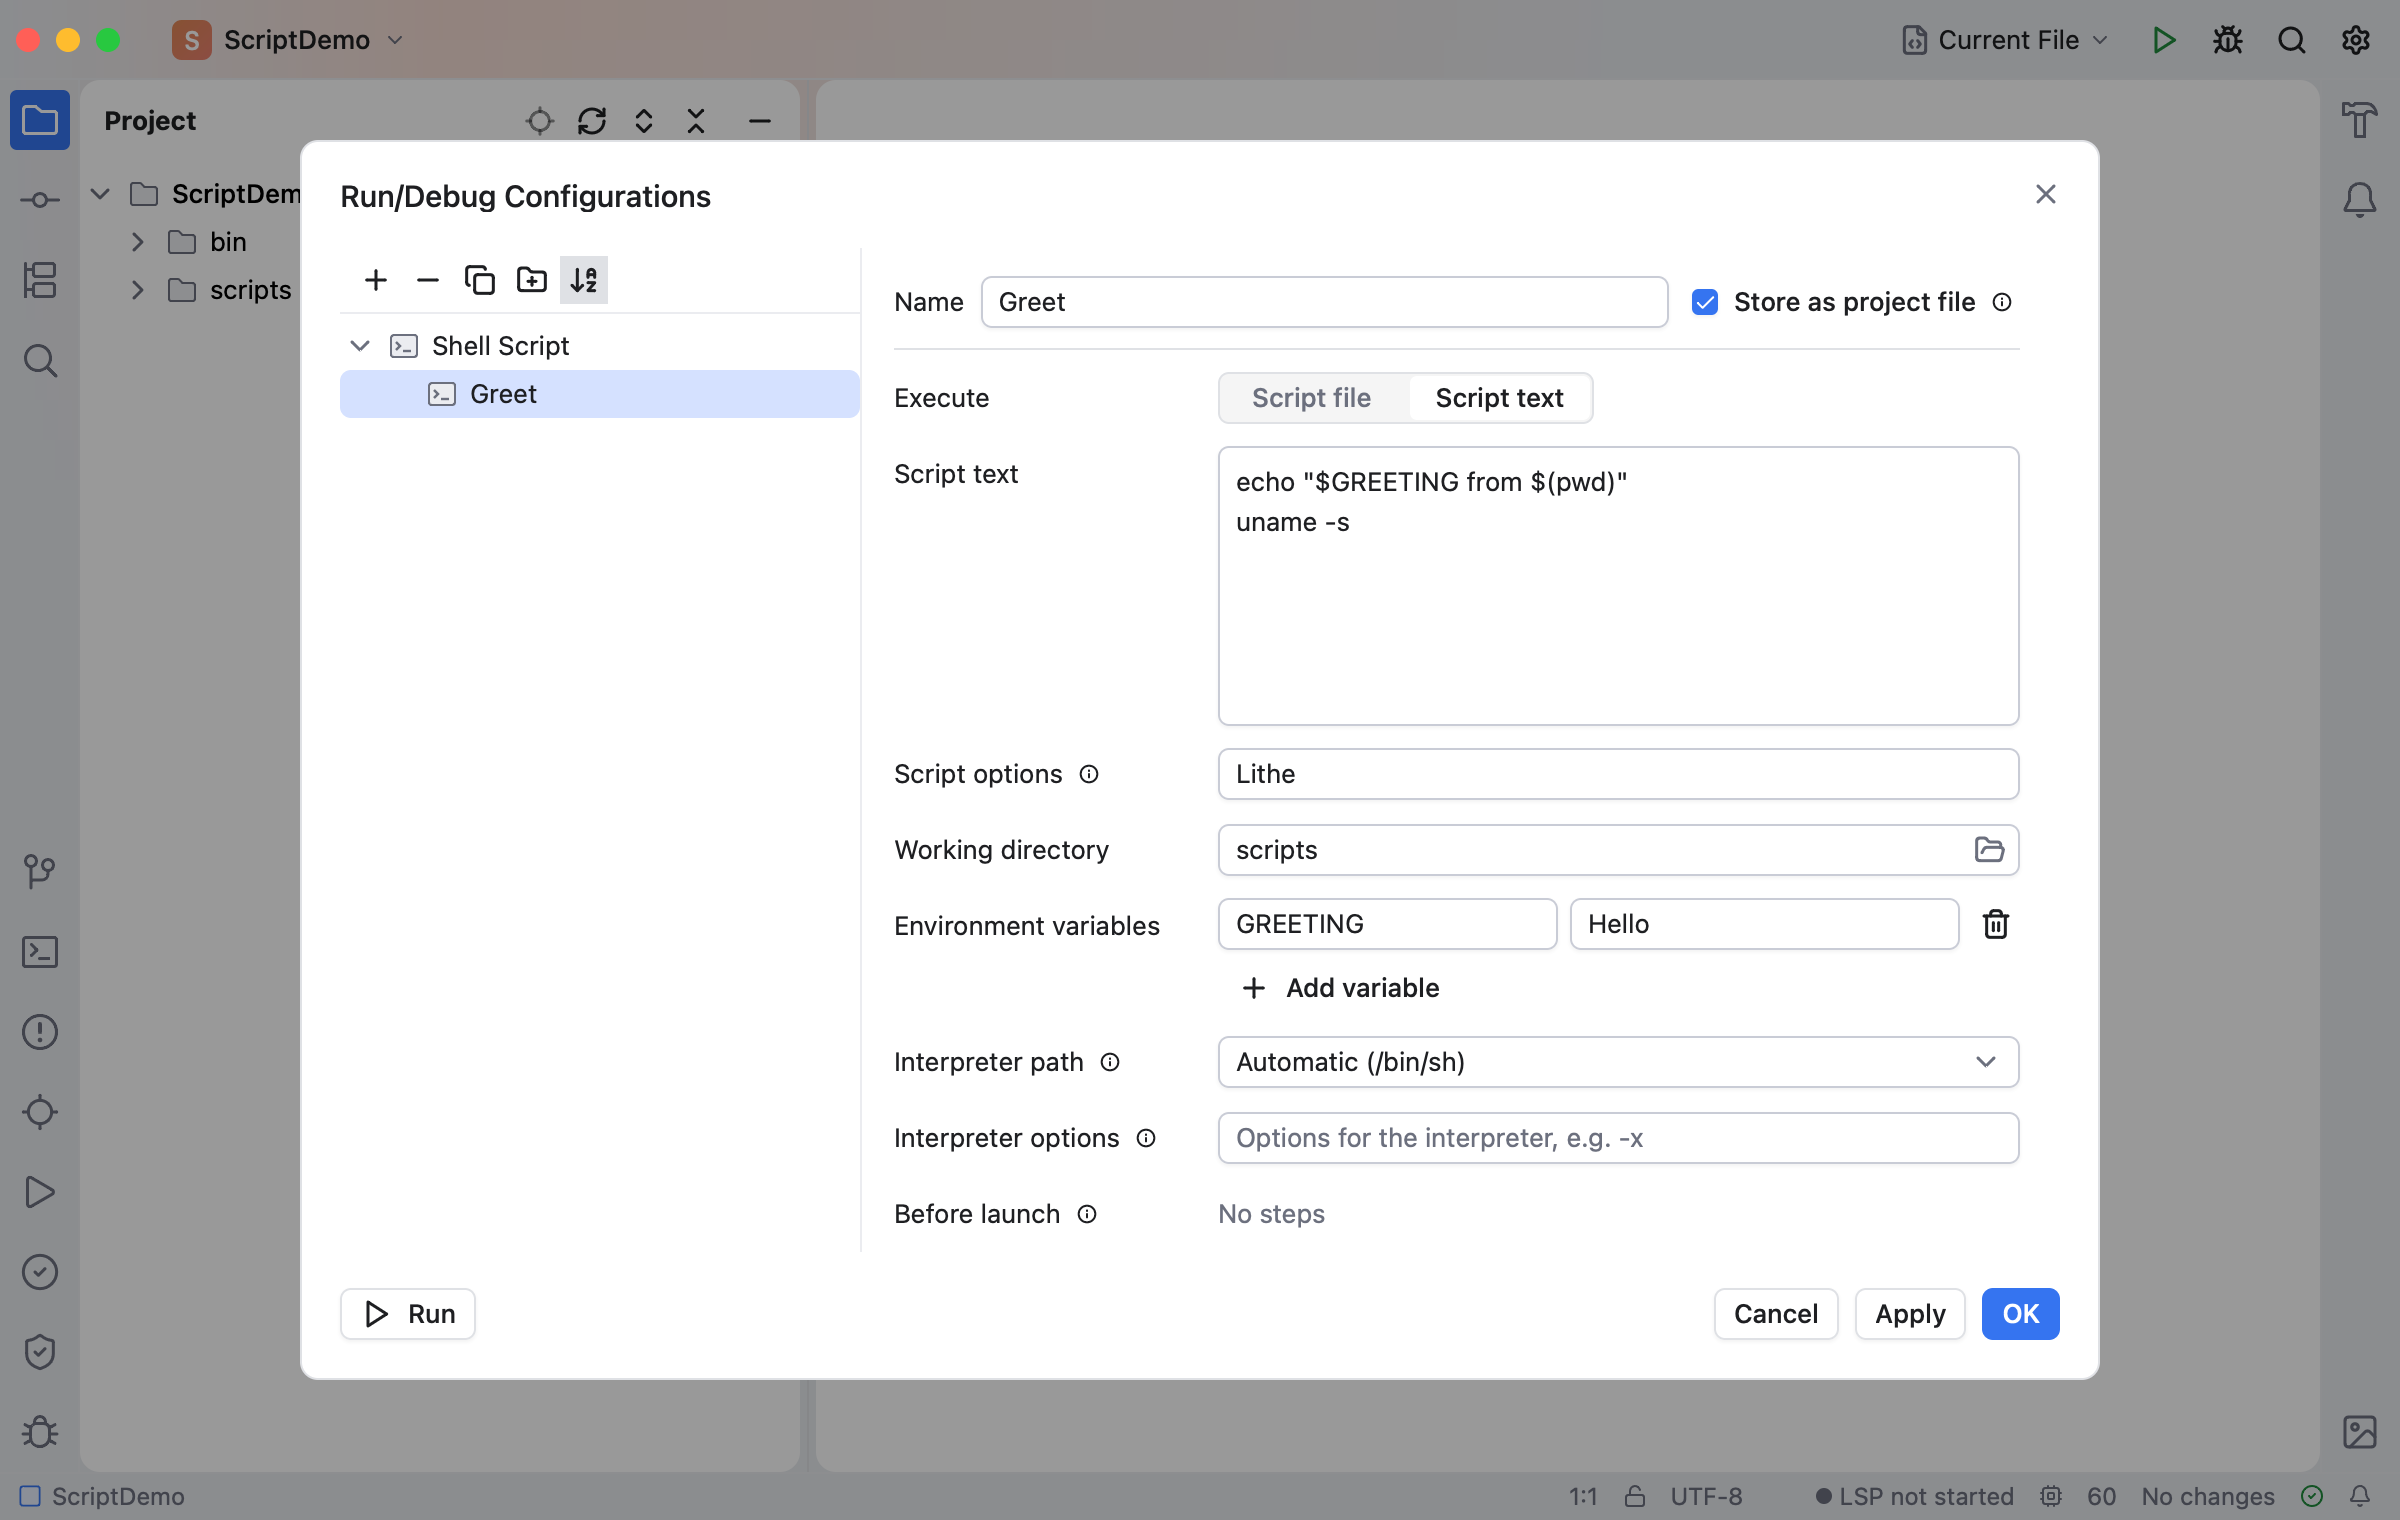 S ScriptDemo
Current File
Project
ScriptDem
bin
scripts
Run/Debug Configurations
Shell Script
Greet
Name Greet Store as project file
Execute Script file Script text
Script text echo "$GREETING from $(pwd)"
uname -s
Script options Lithe
Working directory scripts
Environment variables GREETING Hello
Add variable
Interpreter path Automatic (/bin/sh)
Interpreter options Options for the interpreter, e.g. -x
Before launch No steps
Run Cancel Apply OK
ScriptDemo 1:1 UTF-8 LSP not started 60 No changes